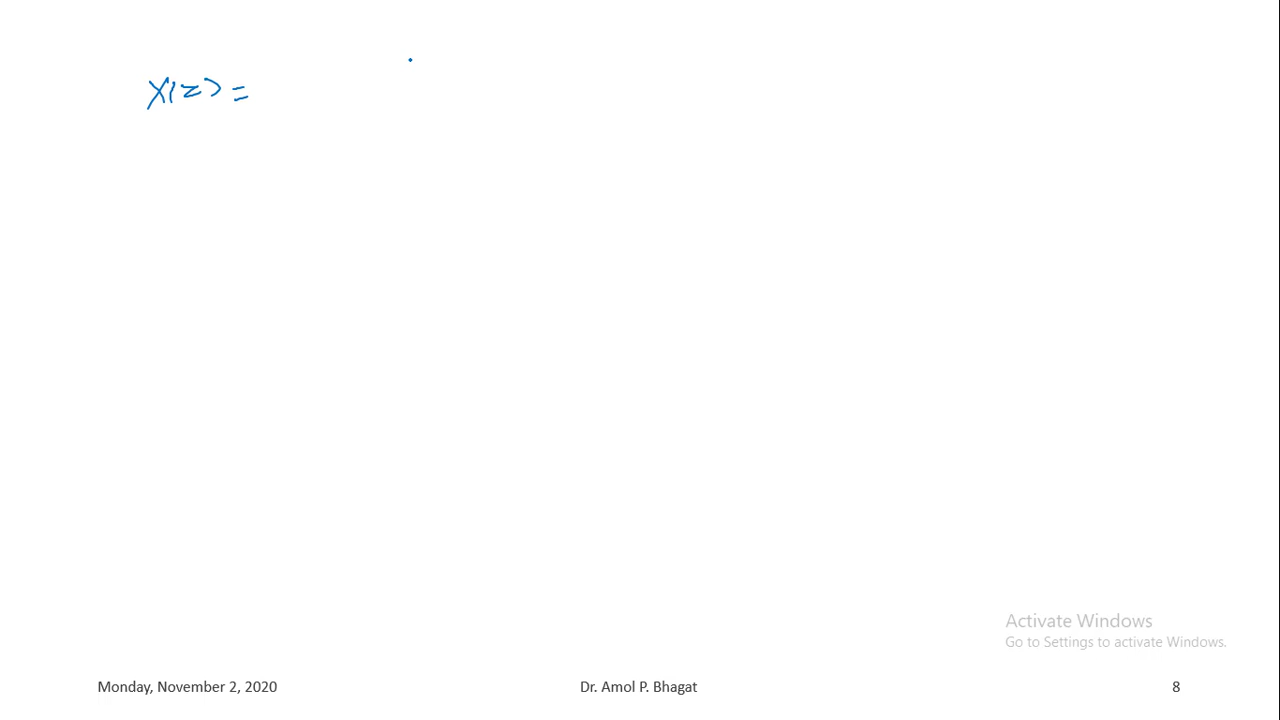 X(z) =
Activate Windows
Go to Settings to activate Windows.
Monday, November 2, 2020 Dr. Amol P. Bhagat 8